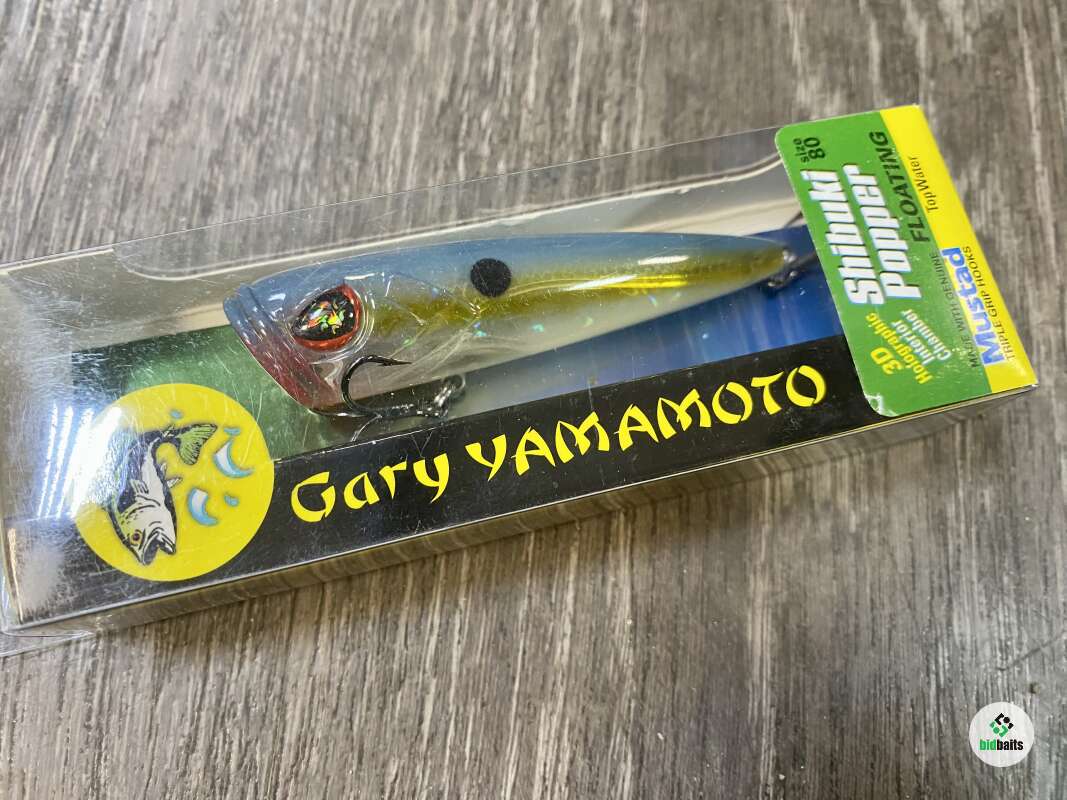 size
80
Shibuki
Popper
FLOATING
Top Water
3D
Holographic
Interior
Chamber
MADE WITH GENUINE
Mustad
TRIPLE GRIP HOOKS
Gary YAMAMOTO
bidbaits